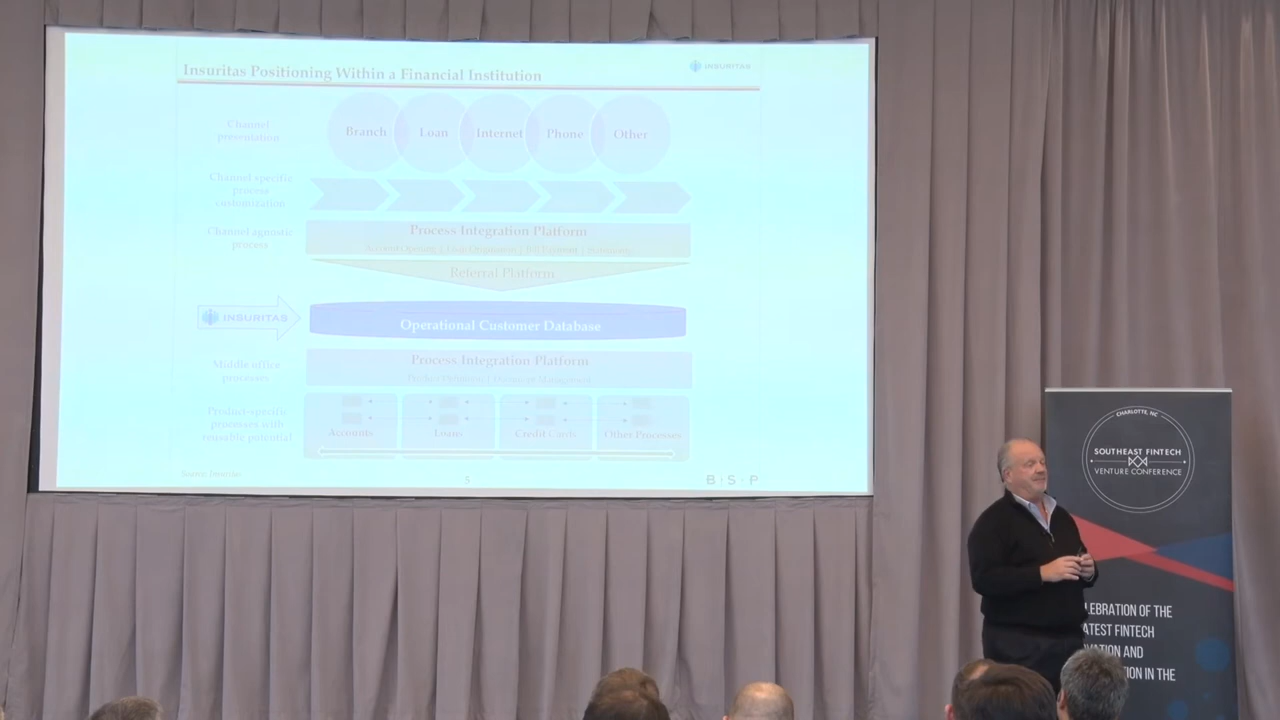 Insuritas Positioning Within a Financial Institution
INSURITAS
Channel
presentation
Branch
Loan
Internet
Phone
Other
Channel specific
process
customization
Channel agnostic
process
Process Integration Platform
Referral Platform
INSURITAS
Operational Customer Database
Middle office
processes
Process Integration Platform
Product-specific
processes with
reusable potential
Accounts
Loans
Credit Cards
Other Processes
5
B S P
CHARLOTTE, NC
SOUTHEAST FINTECH
VENTURE CONFERENCE
LEBRATION OF THE
ATEST FINTECH
VATION AND
TION IN THE